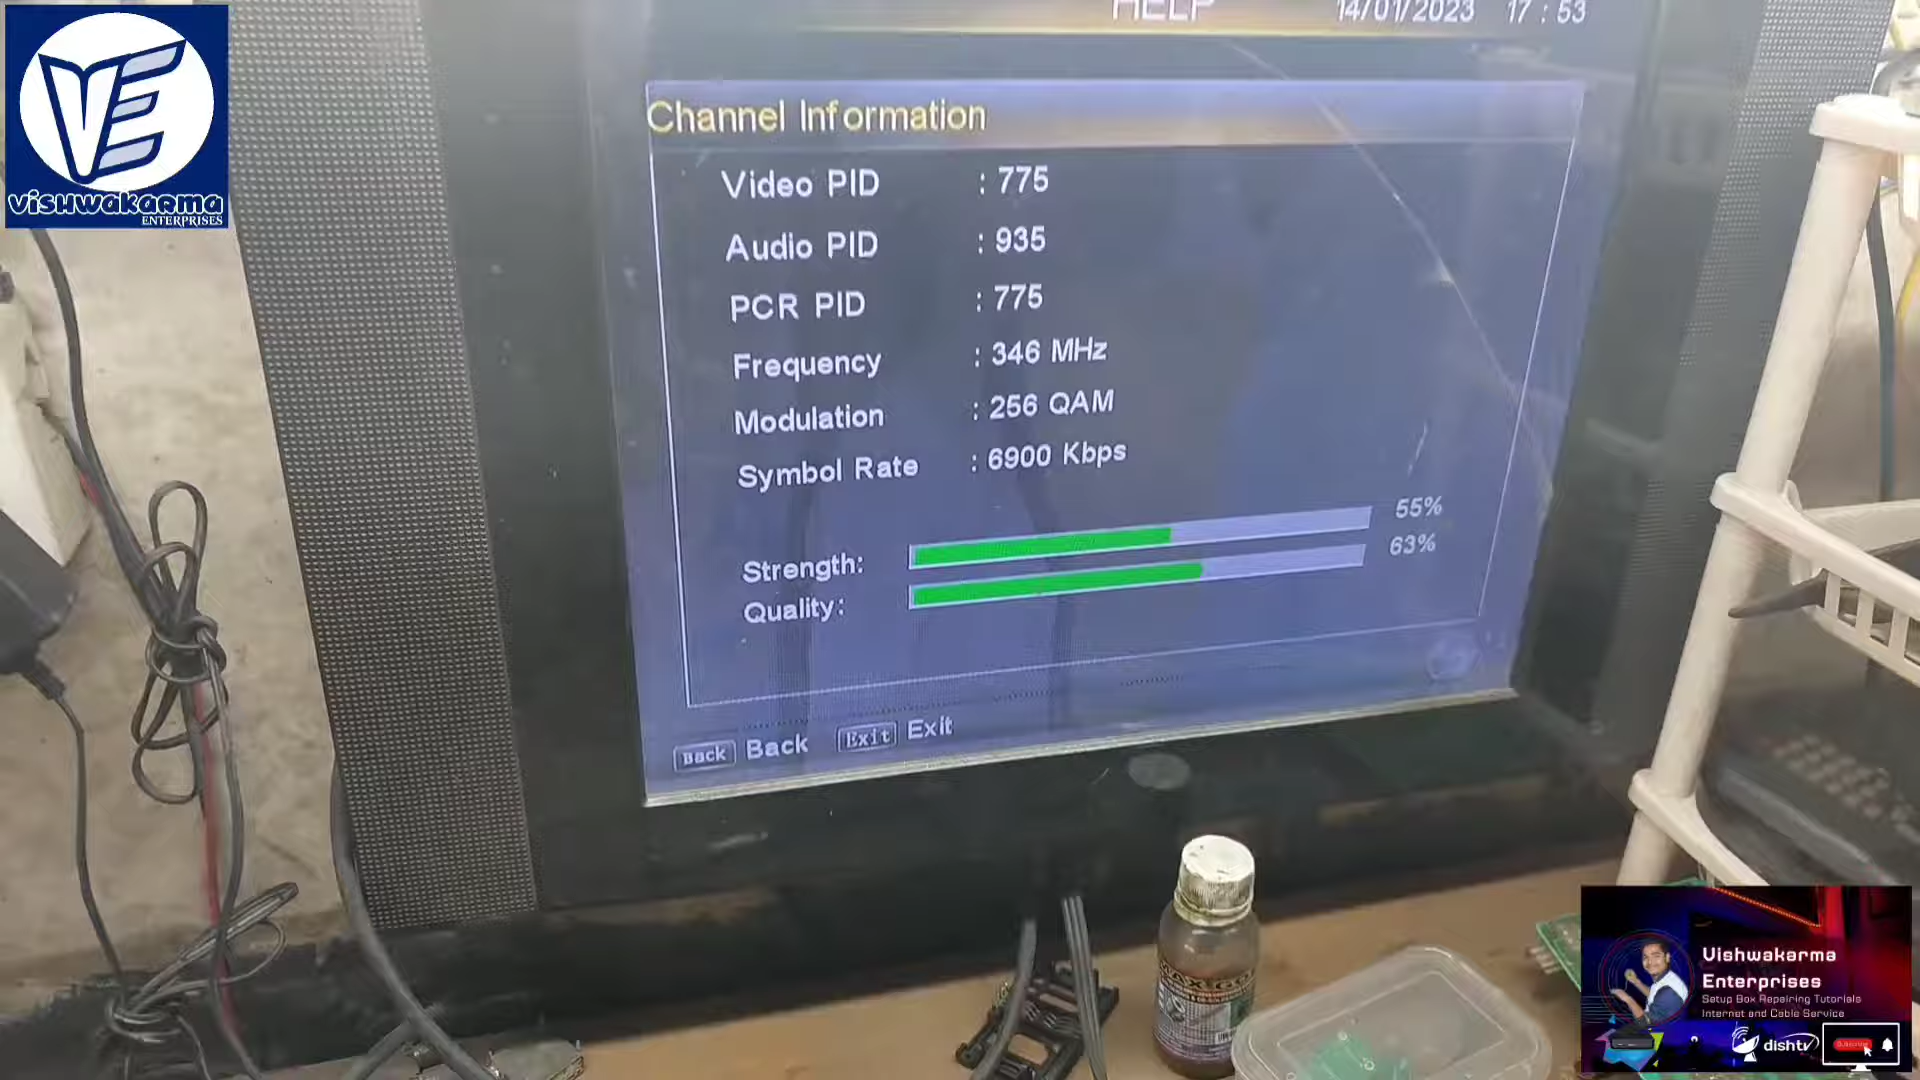 HELP 14/01/2023 17 : 53
VISHWAKARMA
ENTERPRISES
Channel Information
Video PID : 775
Audio PID : 935
PCR PID : 775
Frequency : 346 MHz
Modulation : 256 QAM
Symbol Rate : 6900 Kbps
Strength: 55%
Quality: 63%
Back Back Exit Exit
Vishwakarma
Enterprises
Setup Box Repairing Tutorials
Internet and Cable Service
dishtv